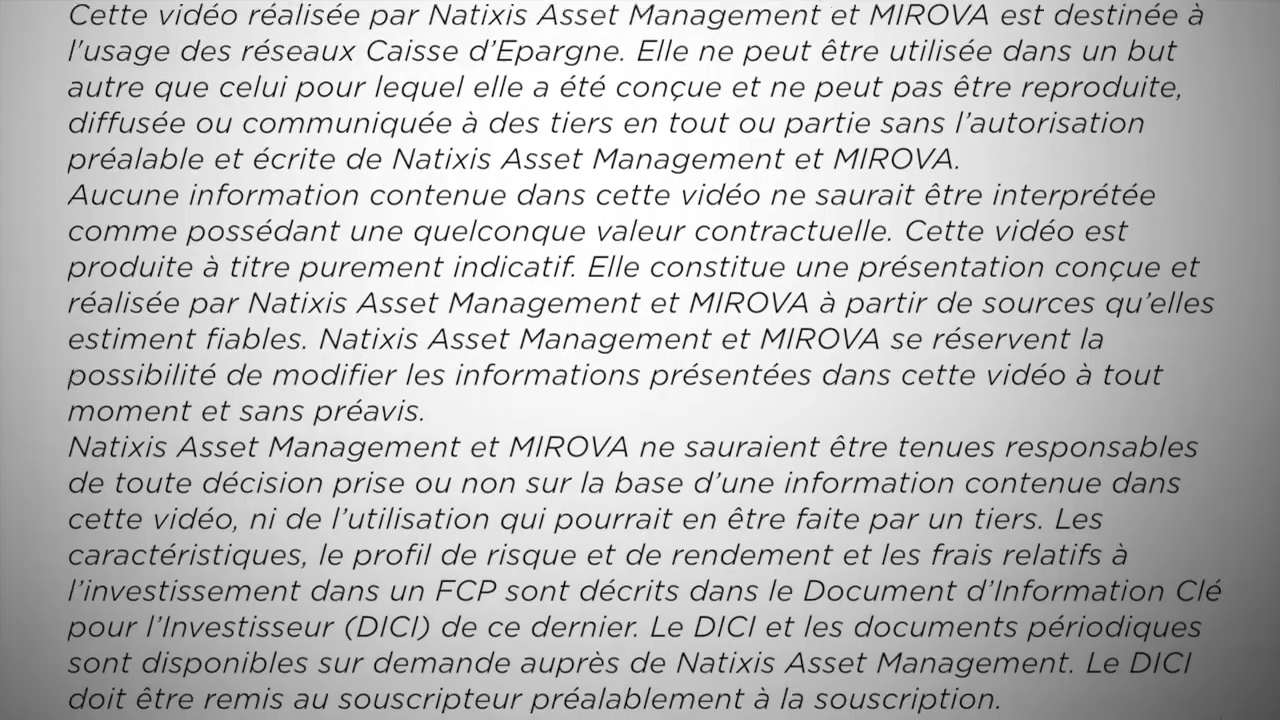 Cette vidéo réalisée par Natixis Asset Management et MIROVA est destinée à
l'usage des réseaux Caisse d'Epargne. Elle ne peut être utilisée dans un but
autre que celui pour lequel elle a été conçue et ne peut pas être reproduite,
diffusée ou communiquée à des tiers en tout ou partie sans l'autorisation
préalable et écrite de Natixis Asset Management et MIROVA.
Aucune information contenue dans cette vidéo ne saurait être interprétée
comme possédant une quelconque valeur contractuelle. Cette vidéo est
produite à titre purement indicatif. Elle constitue une présentation conçue et
réalisée par Natixis Asset Management et MIROVA à partir de sources qu'elles
estiment fiables. Natixis Asset Management et MIROVA se réservent la
possibilité de modifier les informations présentées dans cette vidéo à tout
moment et sans préavis.
Natixis Asset Management et MIROVA ne sauraient être tenues responsables
de toute décision prise ou non sur la base d'une information contenue dans
cette vidéo, ni de l'utilisation qui pourrait en être faite par un tiers. Les
caractéristiques, le profil de risque et de rendement et les frais relatifs à
l'investissement dans un FCP sont décrits dans le Document d'Information Clé
pour l'Investisseur (DICI) de ce dernier. Le DICI et les documents périodiques
sont disponibles sur demande auprès de Natixis Asset Management. Le DICI
doit être remis au souscripteur préalablement à la souscription.